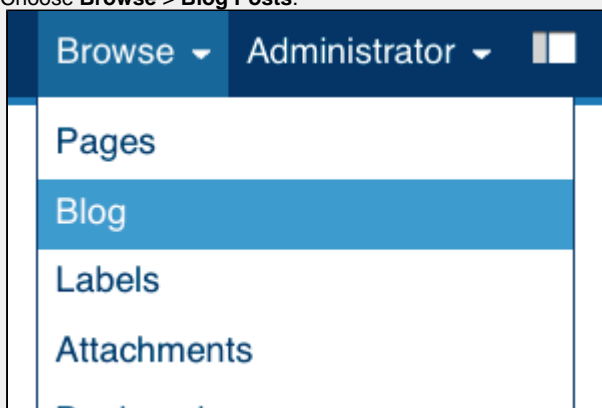 Choose Browse > Blog Posts.
Browse Administrator
Pages
Blog
Labels
Attachments